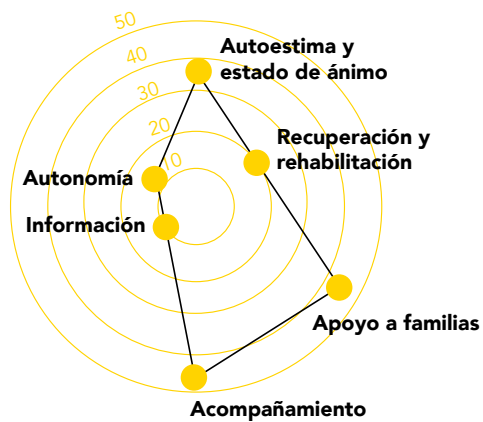 50
40
30
20
10
Autoestima y
estado de ánimo
Recuperación y
rehabilitación
Autonomía
Información
Apoyo a familias
Acompañamiento